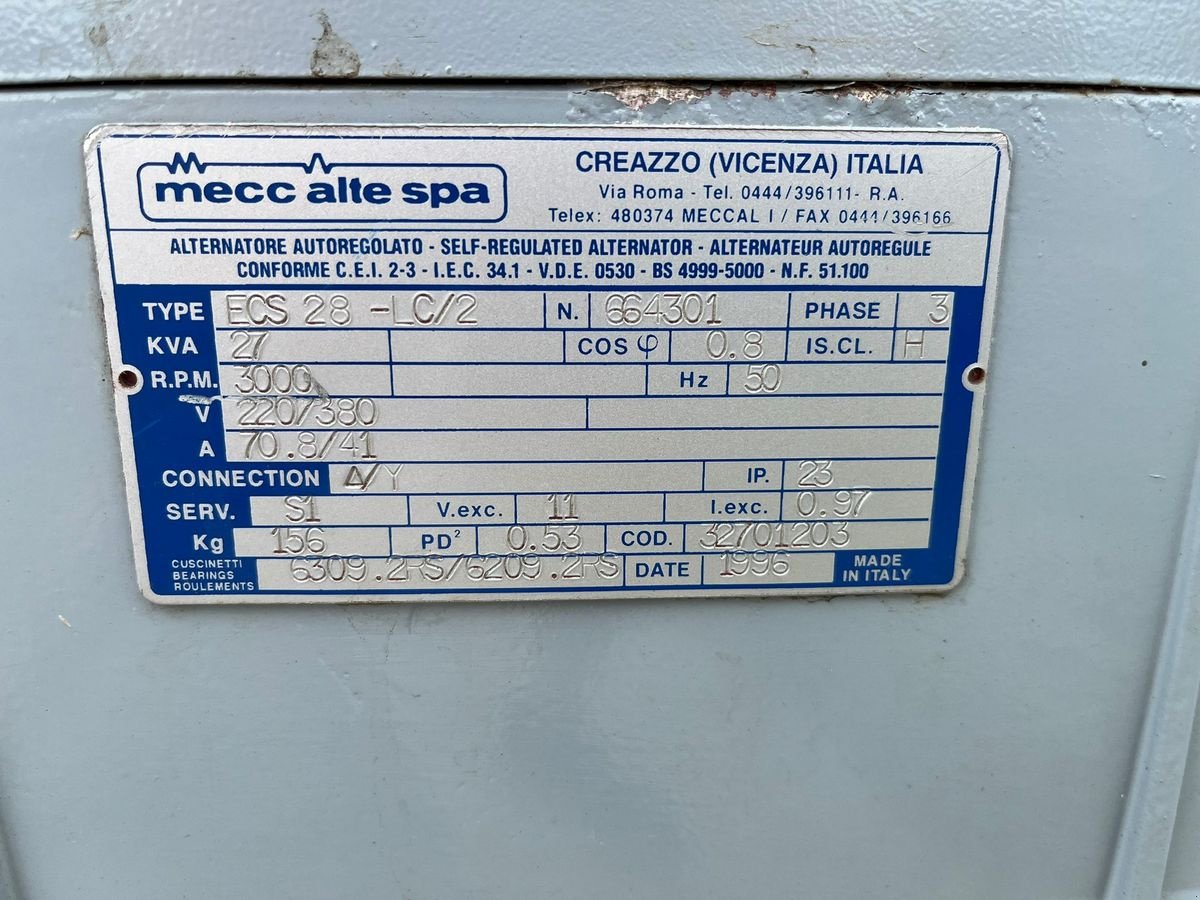 mecc alte spa
CREAZZO (VICENZA) ITALIA
Via Roma - Tel. 0444/396111- R.A.
Telex: 480374 MECCAL I / FAX 0444/396166
ALTERNATORE AUTOREGOLATO - SELF-REGULATED ALTERNATOR - ALTERNATEUR AUTOREGULE
CONFORME C.E.I. 2-3 - I.E.C. 34.1 - V.D.E. 0530 - BS 4999-5000 - N.F. 51.100
TYPE ECS 28 -LC/2 N. 664301 PHASE 3
KVA 27 COS φ 0.8 IS.CL. H
R.P.M. 3000 Hz 50
V 220/380
A 70.8/41
CONNECTION Δ/Y IP. 23
SERV. S1 V.exc. 11 I.exc. 0.97
Kg 156 PD² 0.53 COD. 32701203
CUSCINETTI
BEARINGS
ROULEMENTS
6309.2RS/6209.2RS DATE 1996
MADE
IN ITALY